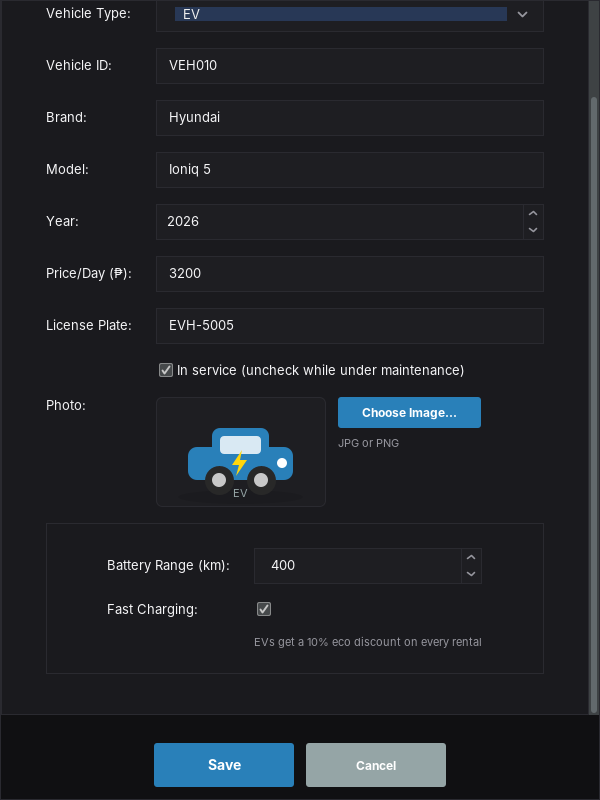 Vehicle Type: EV
Vehicle ID: VEH010
Brand: Hyundai
Model: Ioniq 5
Year: 2026
Price/Day (₱): 3200
License Plate: EVH-5005
In service (uncheck while under maintenance)
Photo: Choose Image...
JPG or PNG
EV
Battery Range (km): 400
Fast Charging:
EVs get a 10% eco discount on every rental
Save Cancel